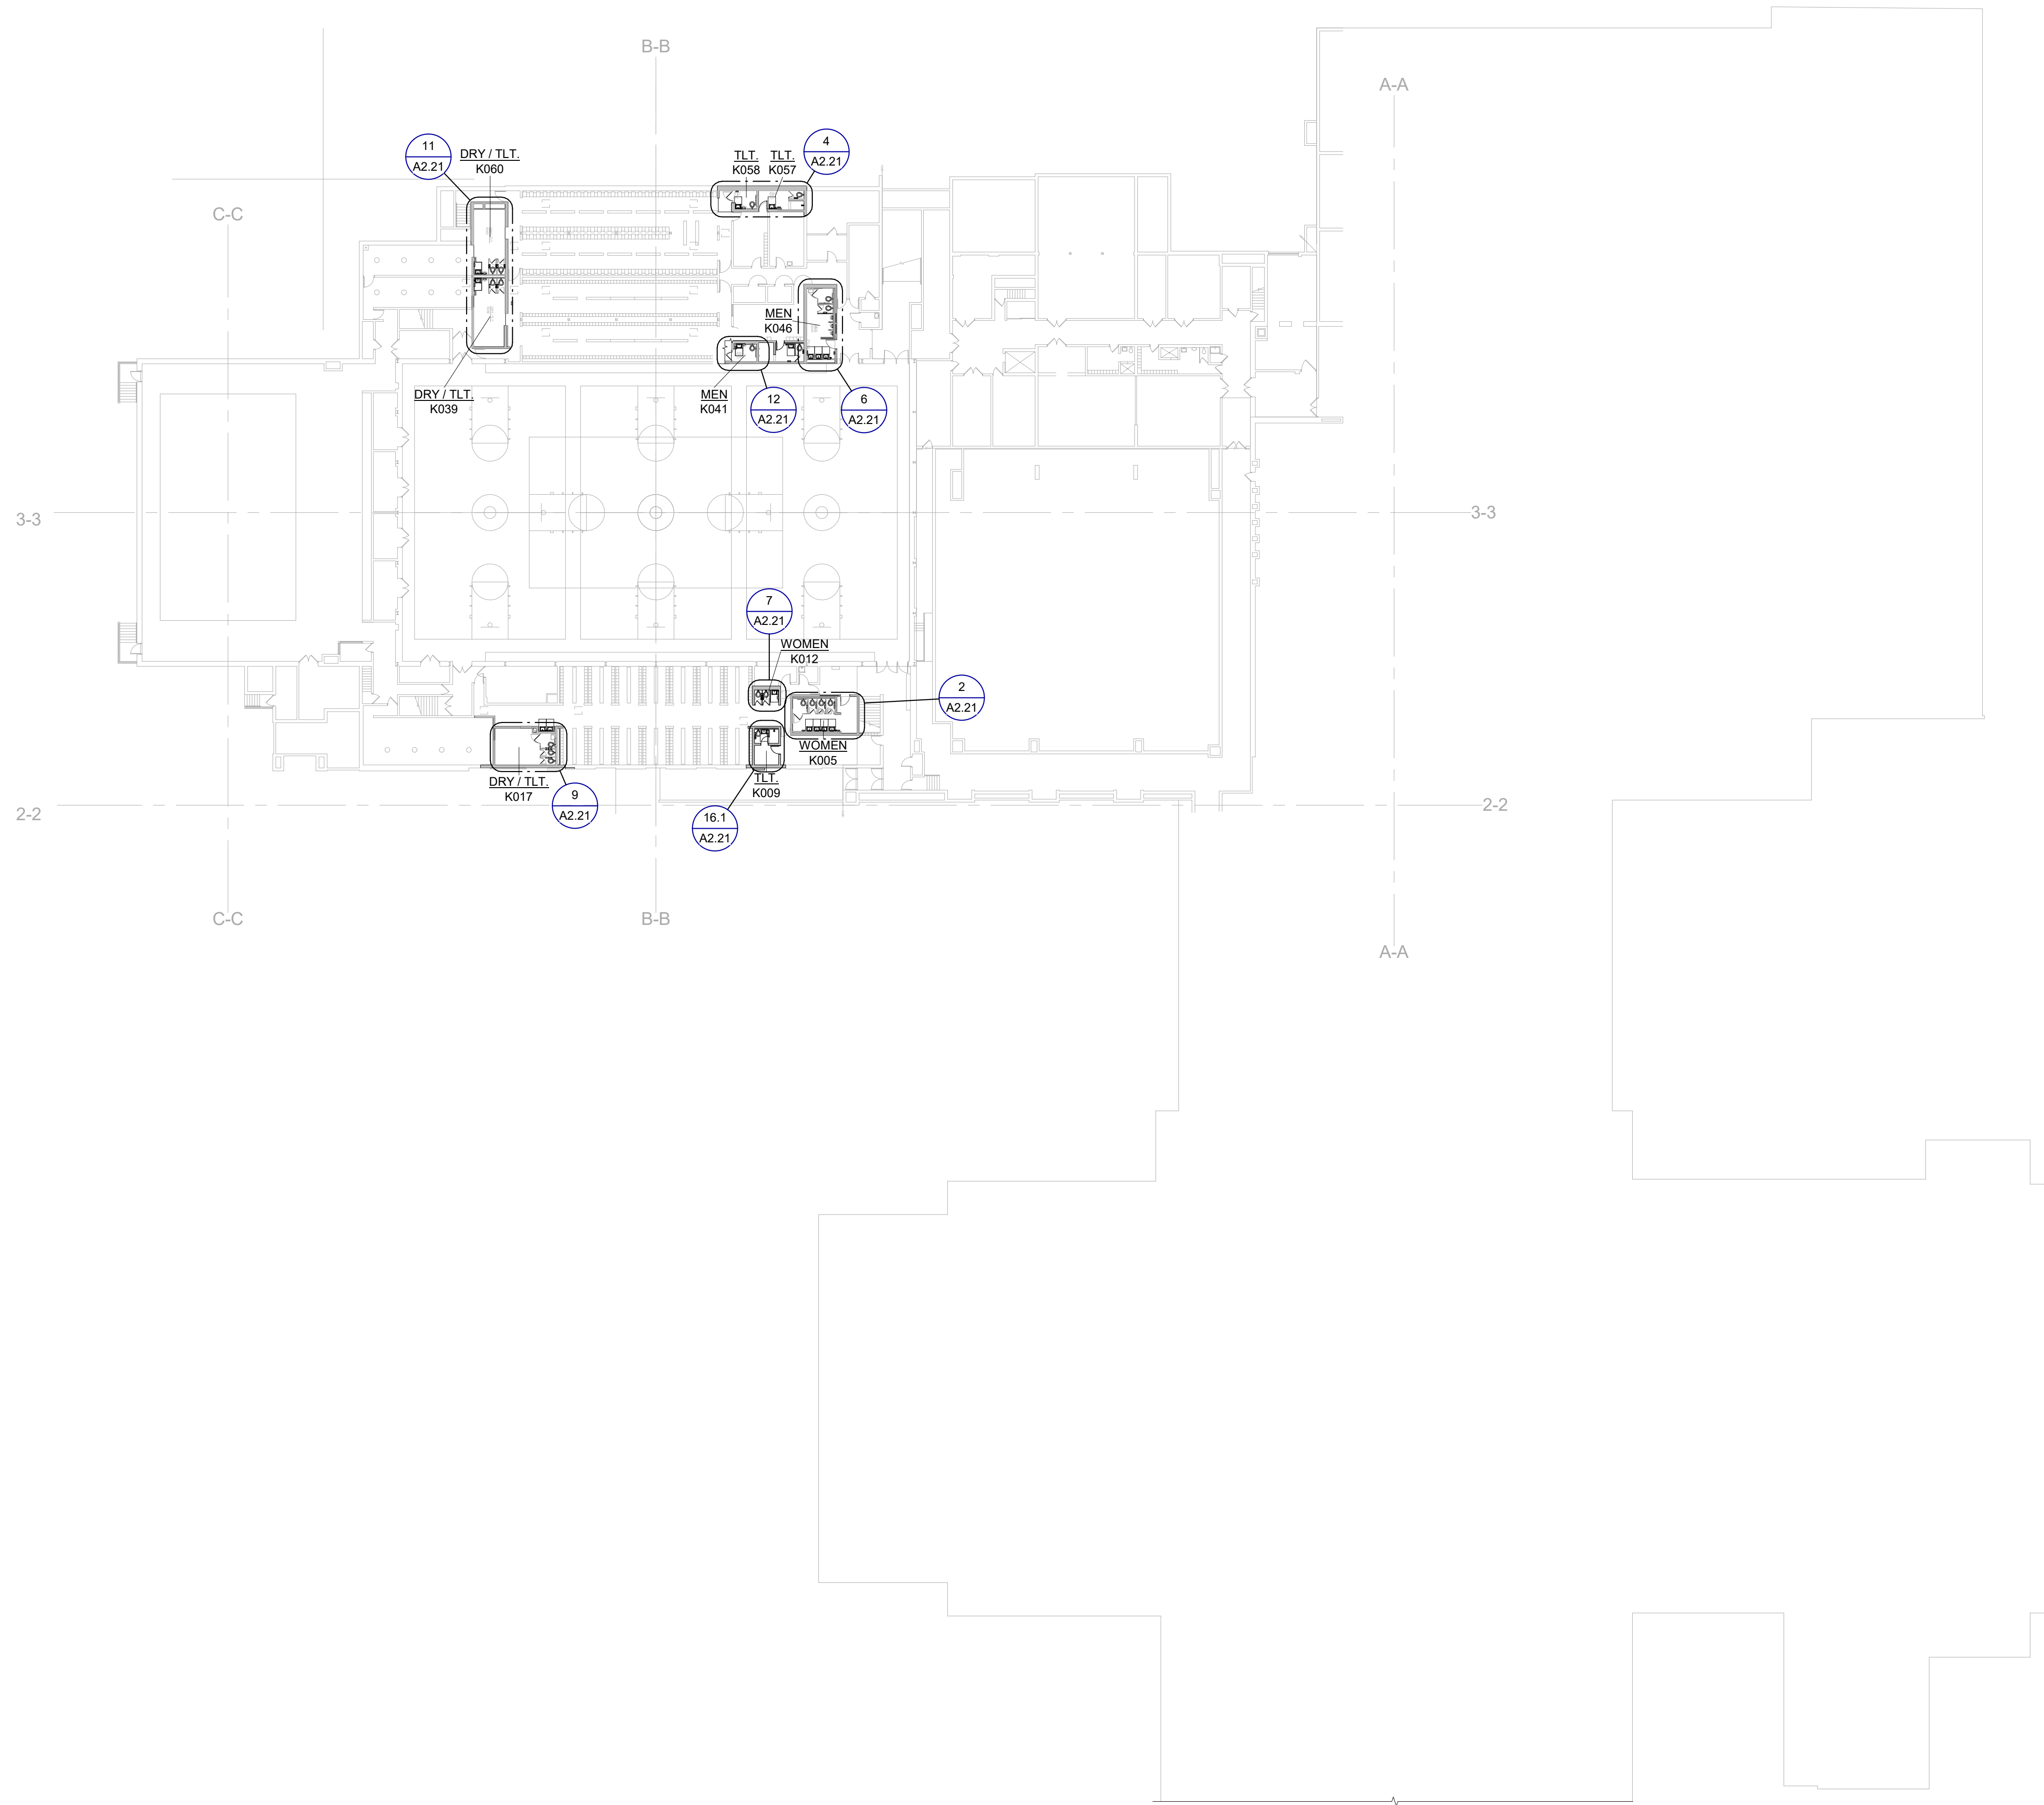 B-B
A-A
11
A2.21
DRY / TLT.
K060
TLT.
K058
TLT.
K057
4
A2.21
C-C
MEN
K046
DRY / TLT.
K039
MEN
K041
12
A2.21
6
A2.21
3-3
3-3
7
A2.21
WOMEN
K012
2
A2.21
WOMEN
K005
DRY / TLT.
K017
9
A2.21
TLT.
K009
16.1
A2.21
2-2
2-2
C-C
B-B
A-A